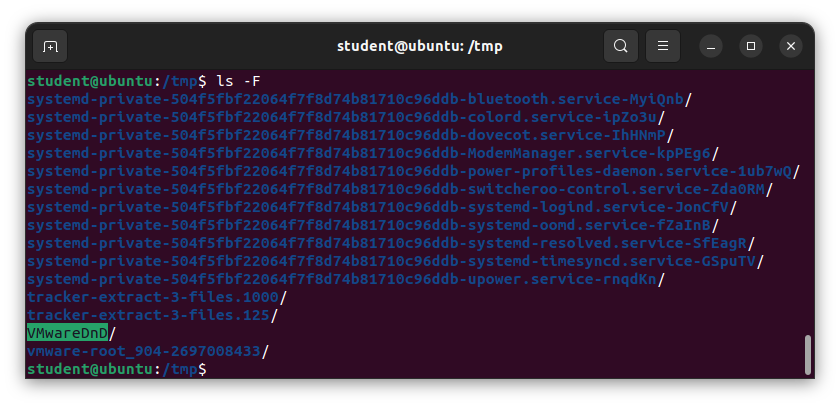 student@ubuntu: /tmp
student@ubuntu:/tmp$ ls -F
systemd-private-504f5fbf22064f7f8d74b81710c96ddb-bluetooth.service-MyiQnb/
systemd-private-504f5fbf22064f7f8d74b81710c96ddb-colord.service-ipZo3u/
systemd-private-504f5fbf22064f7f8d74b81710c96ddb-dovecot.service-IhHNmP/
systemd-private-504f5fbf22064f7f8d74b81710c96ddb-ModemManager.service-kpPEg6/
systemd-private-504f5fbf22064f7f8d74b81710c96ddb-power-profiles-daemon.service-1ub7wQ/
systemd-private-504f5fbf22064f7f8d74b81710c96ddb-switcheroo-control.service-Zda0RM/
systemd-private-504f5fbf22064f7f8d74b81710c96ddb-systemd-logind.service-JonCfV/
systemd-private-504f5fbf22064f7f8d74b81710c96ddb-systemd-oomd.service-fZaInB/
systemd-private-504f5fbf22064f7f8d74b81710c96ddb-systemd-resolved.service-SfEagR/
systemd-private-504f5fbf22064f7f8d74b81710c96ddb-systemd-timesyncd.service-GSpuTV/
systemd-private-504f5fbf22064f7f8d74b81710c96ddb-upower.service-rnqdKn/
tracker-extract-3-files.1000/
tracker-extract-3-files.125/
VMwareDnD/
vmware-root_904-2697008433/
student@ubuntu:/tmp$